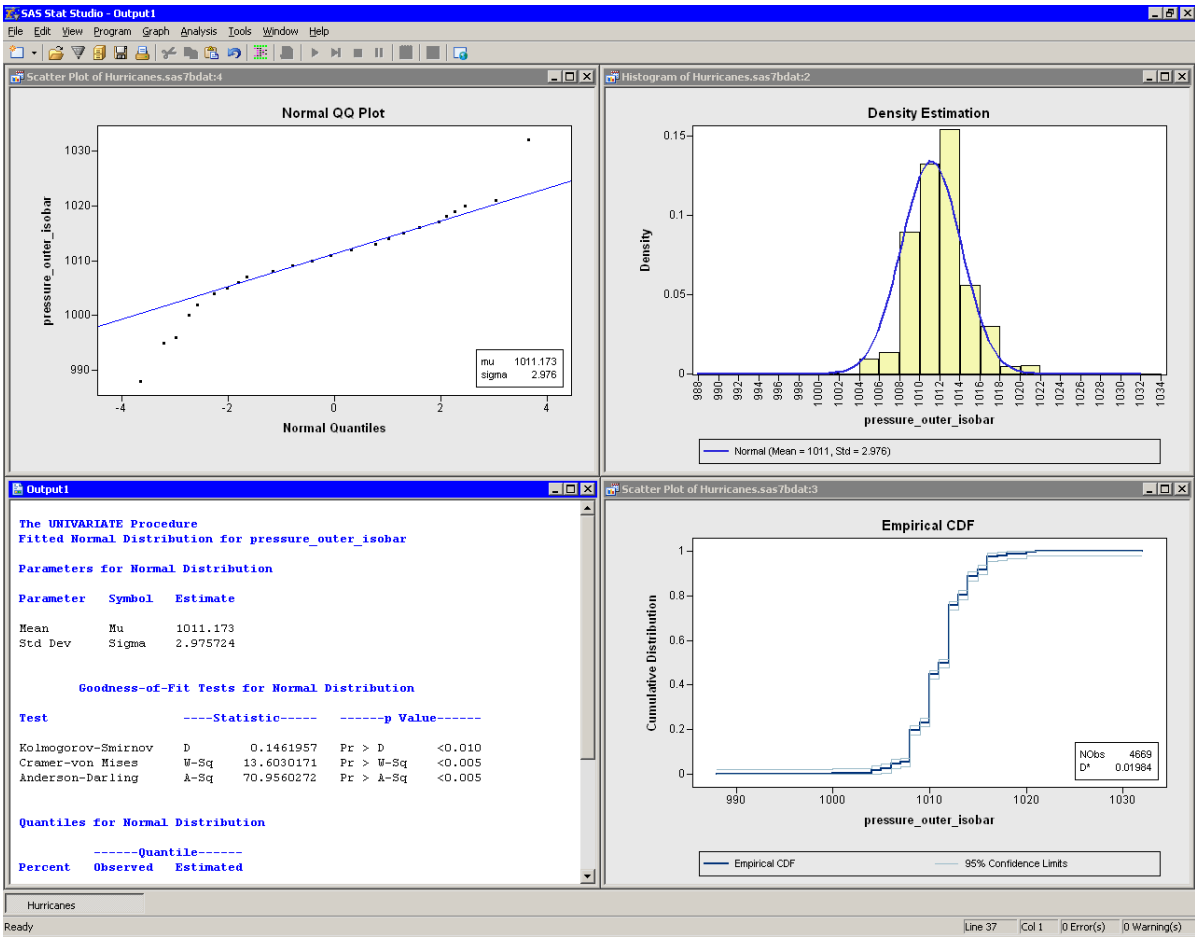 SAS Stat Studio - Output1
File Edit View Program Graph Analysis Tools Window Help
Scatter Plot of Hurricanes.sas7bdat:4
Normal QQ Plot
1030
1020
1010
1000
990
pressure_outer_isobar
mu 1011.173
sigma 2.976
-4 -2 0 2 4
Normal Quantiles
Histogram of Hurricanes.sas7bdat:2
Density Estimation
0.15
0.1
0.05
0
Density
988 990 992 994 996 998 1000 1002 1004 1006 1008 1010 1012 1014 1016 1018 1020 1022 1024 1026 1028 1030 1032 1034
pressure_outer_isobar
Normal (Mean = 1011, Std = 2.976)
Output1
The UNIVARIATE Procedure
Fitted Normal Distribution for pressure_outer_isobar
Parameters for Normal Distribution
Parameter Symbol Estimate
Mean Mu 1011.173
Std Dev Sigma 2.975724
Goodness-of-Fit Tests for Normal Distribution
Test ----Statistic----- ------p Value------
Kolmogorov-Smirnov D 0.1461957 Pr > D <0.010
Cramer-von Mises W-Sq 13.6030171 Pr > W-Sq <0.005
Anderson-Darling A-Sq 70.9560272 Pr > A-Sq <0.005
Quantiles for Normal Distribution
------Quantile------
Percent Observed Estimated
Scatter Plot of Hurricanes.sas7bdat:3
Empirical CDF
1
0.8
0.6
0.4
0.2
0
Cumulative Distribution
NObs 4669
D* 0.01984
990 1000 1010 1020 1030
pressure_outer_isobar
Empirical CDF 95% Confidence Limits
Hurricanes
Ready Line 37 Col 1 0 Error(s) 0 Warning(s)